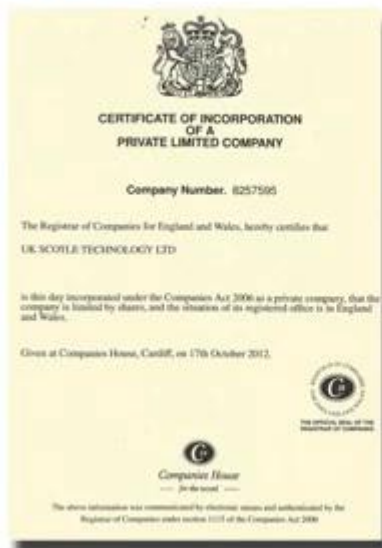 CERTIFICATE OF INCORPORATION
OF A
PRIVATE LIMITED COMPANY
Company Number. 8257595
The Registrar of Companies for England and Wales, hereby certifies that
UK SCOYLE TECHNOLOGY LTD
is this day incorporated under the Companies Act 2006 as a private company, that the
company is limited by shares, and the situation of its registered office is in England
and Wales.
Given at Companies House, Cardiff, on 17th October 2012.
THE OFFICIAL SEAL OF THE
REGISTRAR OF COMPANIES
Companies House
for the record
The above information was communicated by electronic means and authenticated by the
Registrar of Companies under section 1115 of the Companies Act 2006